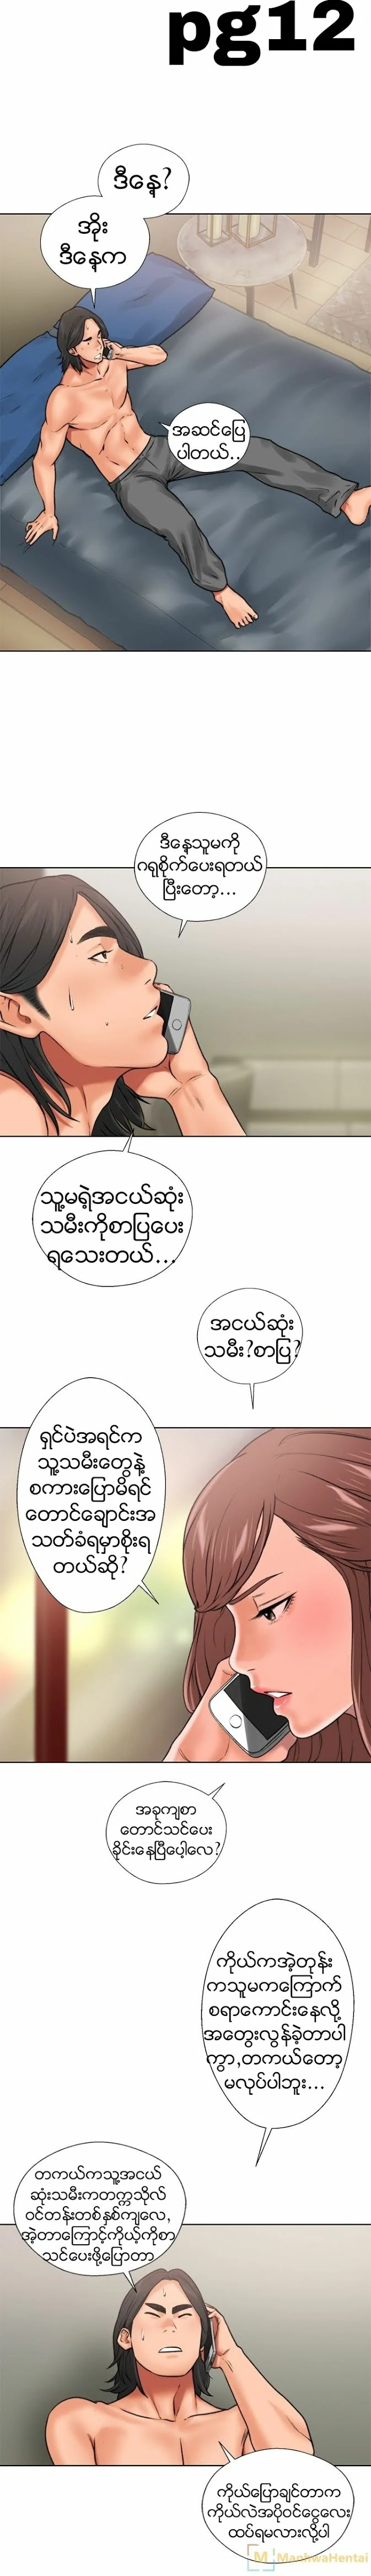 pg12
ဒီနေ့?
အိုး
ဒီနေ့က
အဆင်ပြေ
ပါတယ်..
ဒီနေ့သူမကို
ဂရုစိုက်ပေးရတယ်
ပြီးတော့...
သူ့မရဲ့အငယ်ဆုံး
သမီးကိုစာပြပေး
ရသေးတယ်...
အငယ်ဆုံး
သမီး?စာပြ?
ရှင်ပဲအရင်က
သူ့သမီးတွေနဲ့
စကားပြောမိရင်
တောင်ချောင်းအ
သတ်ခံရမှာစိုးရ
တယ်ဆို?
အခုကျစာ
တောင်သင်ပေး
ခိုင်းနေပြီပေ့ါလေ?
ကိုယ်ကအဲ့တုန်း
ကသူမကကြောက်
စရာကောင်းနေလို့
အတွေးလွန်ခဲ့တာပါ
ကွာ,တကယ်တော့
မလုပ်ပါဘူး...
တကယ်ကသူ့အငယ်
ဆုံးသမီးကတက္ကသိုလ်
ဝင်တန်းတစ်နှစ်ကျလေ,
အဲ့တာကြောင့်ကိုယ့်ကိုစာ
သင်ပေးဖို့ပြောတာ
ကိုယ်ပြောချင်တာက
ကိုယ်လဲအပိုဝင်ငွေလေး
ထပ်ရမလားလို့ပါ
ManhwaHentai